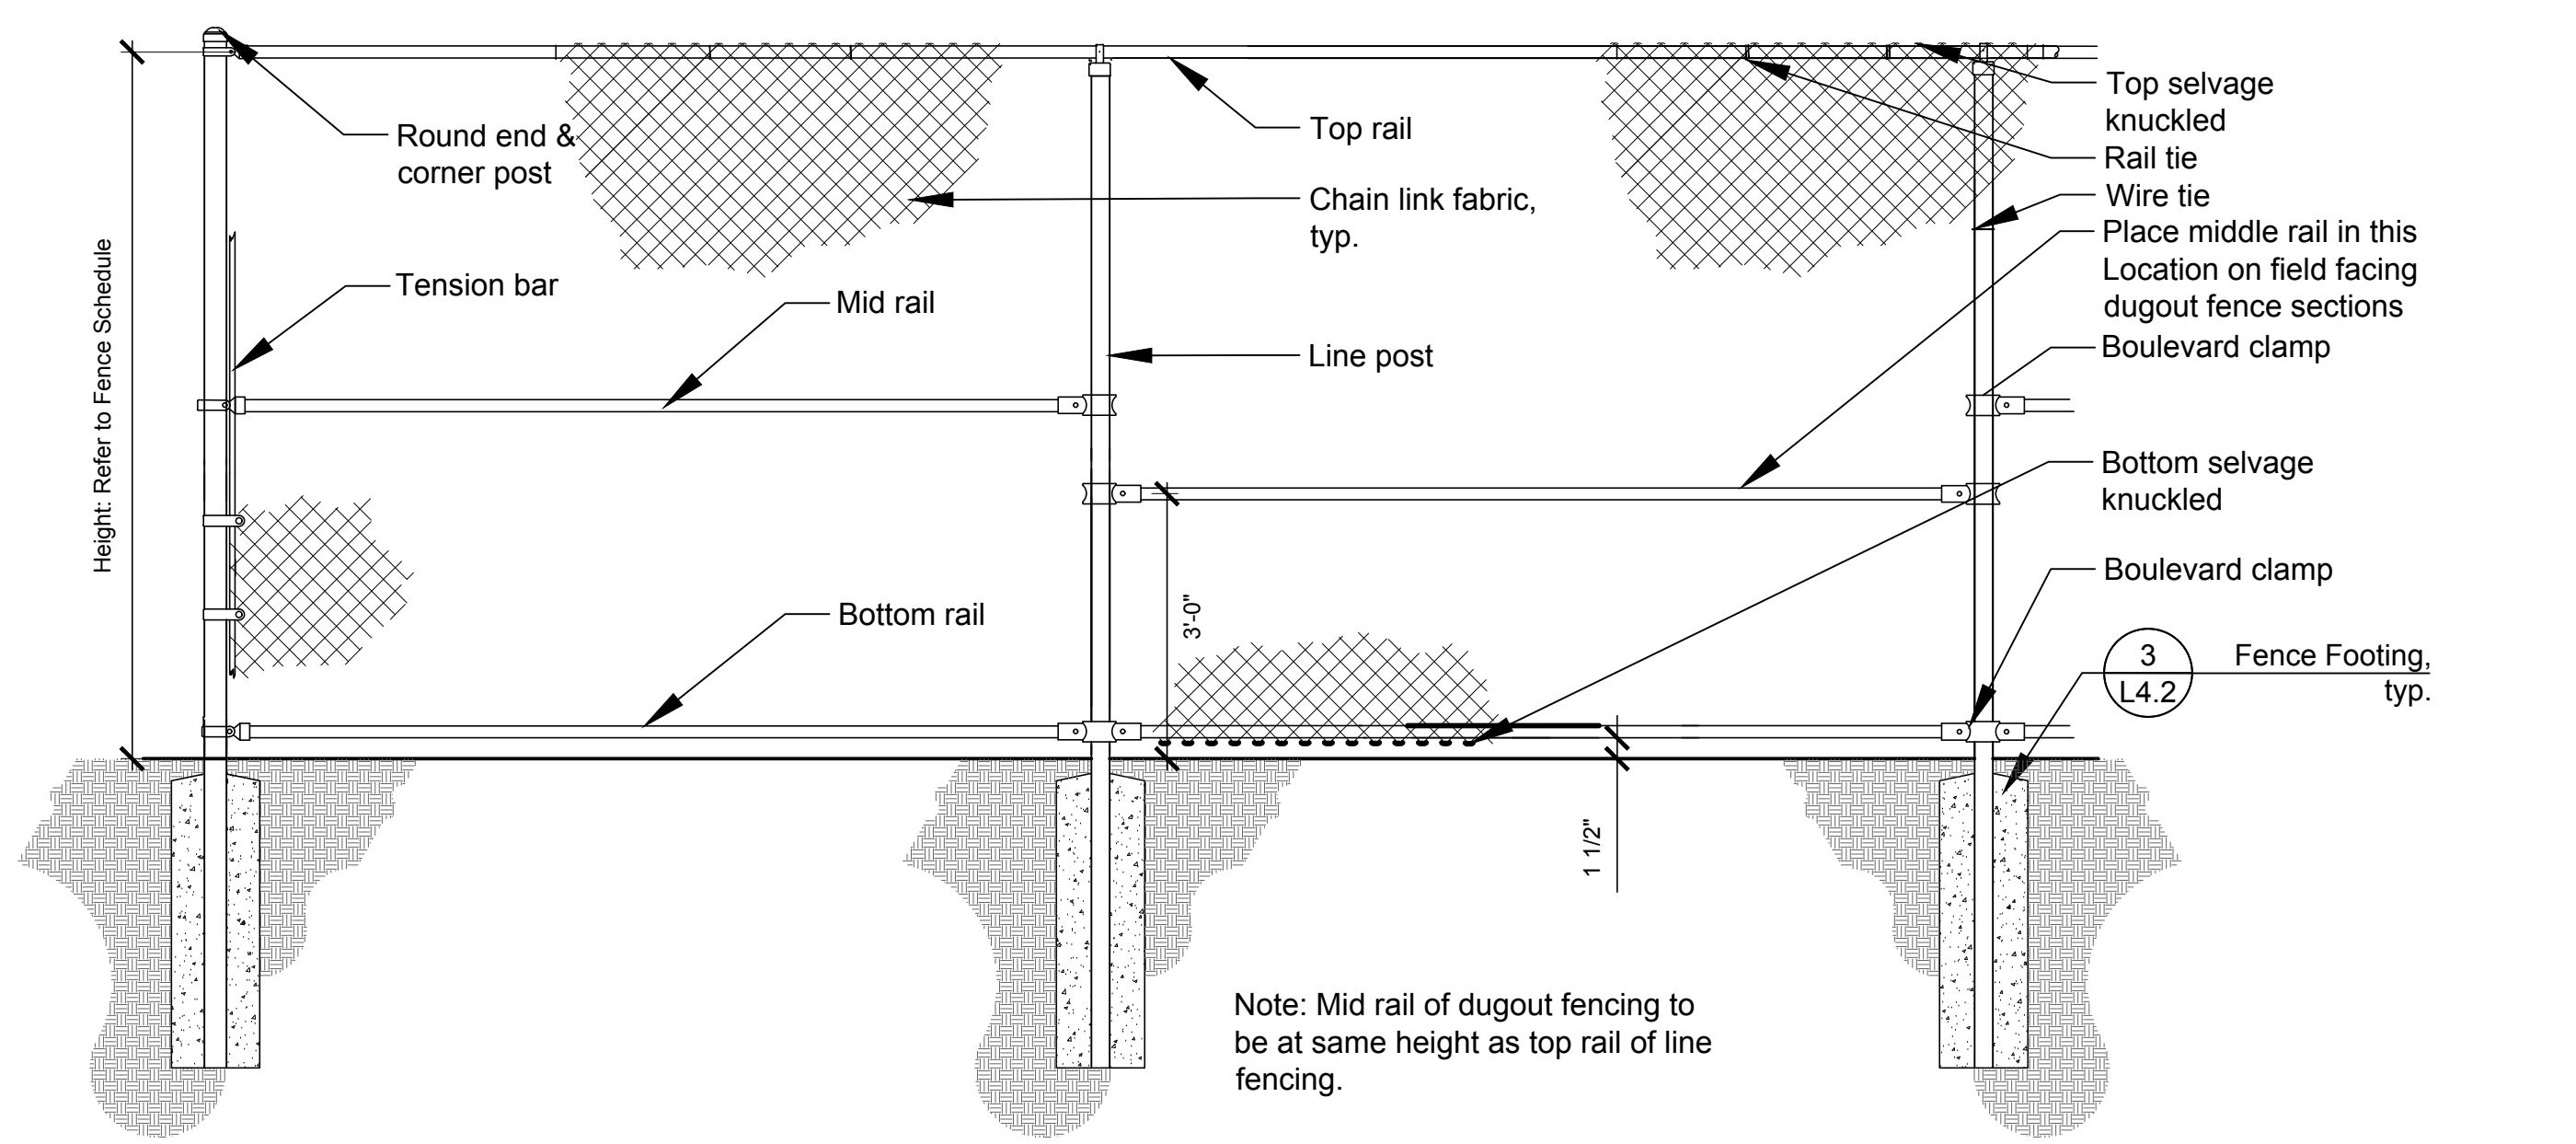 Height: Refer to Fence Schedule
Round end &
corner post
Tension bar
Mid rail
Bottom rail
Top rail
Chain link fabric,
typ.
Line post
3'-0"
1 1/2"
Top selvage
knuckled
Rail tie
Wire tie
Place middle rail in this
Location on field facing
dugout fence sections
Boulevard clamp
Bottom selvage
knuckled
Boulevard clamp
3
L4.2
Fence Footing,
typ.
Note: Mid rail of dugout fencing to
be at same height as top rail of line
fencing.